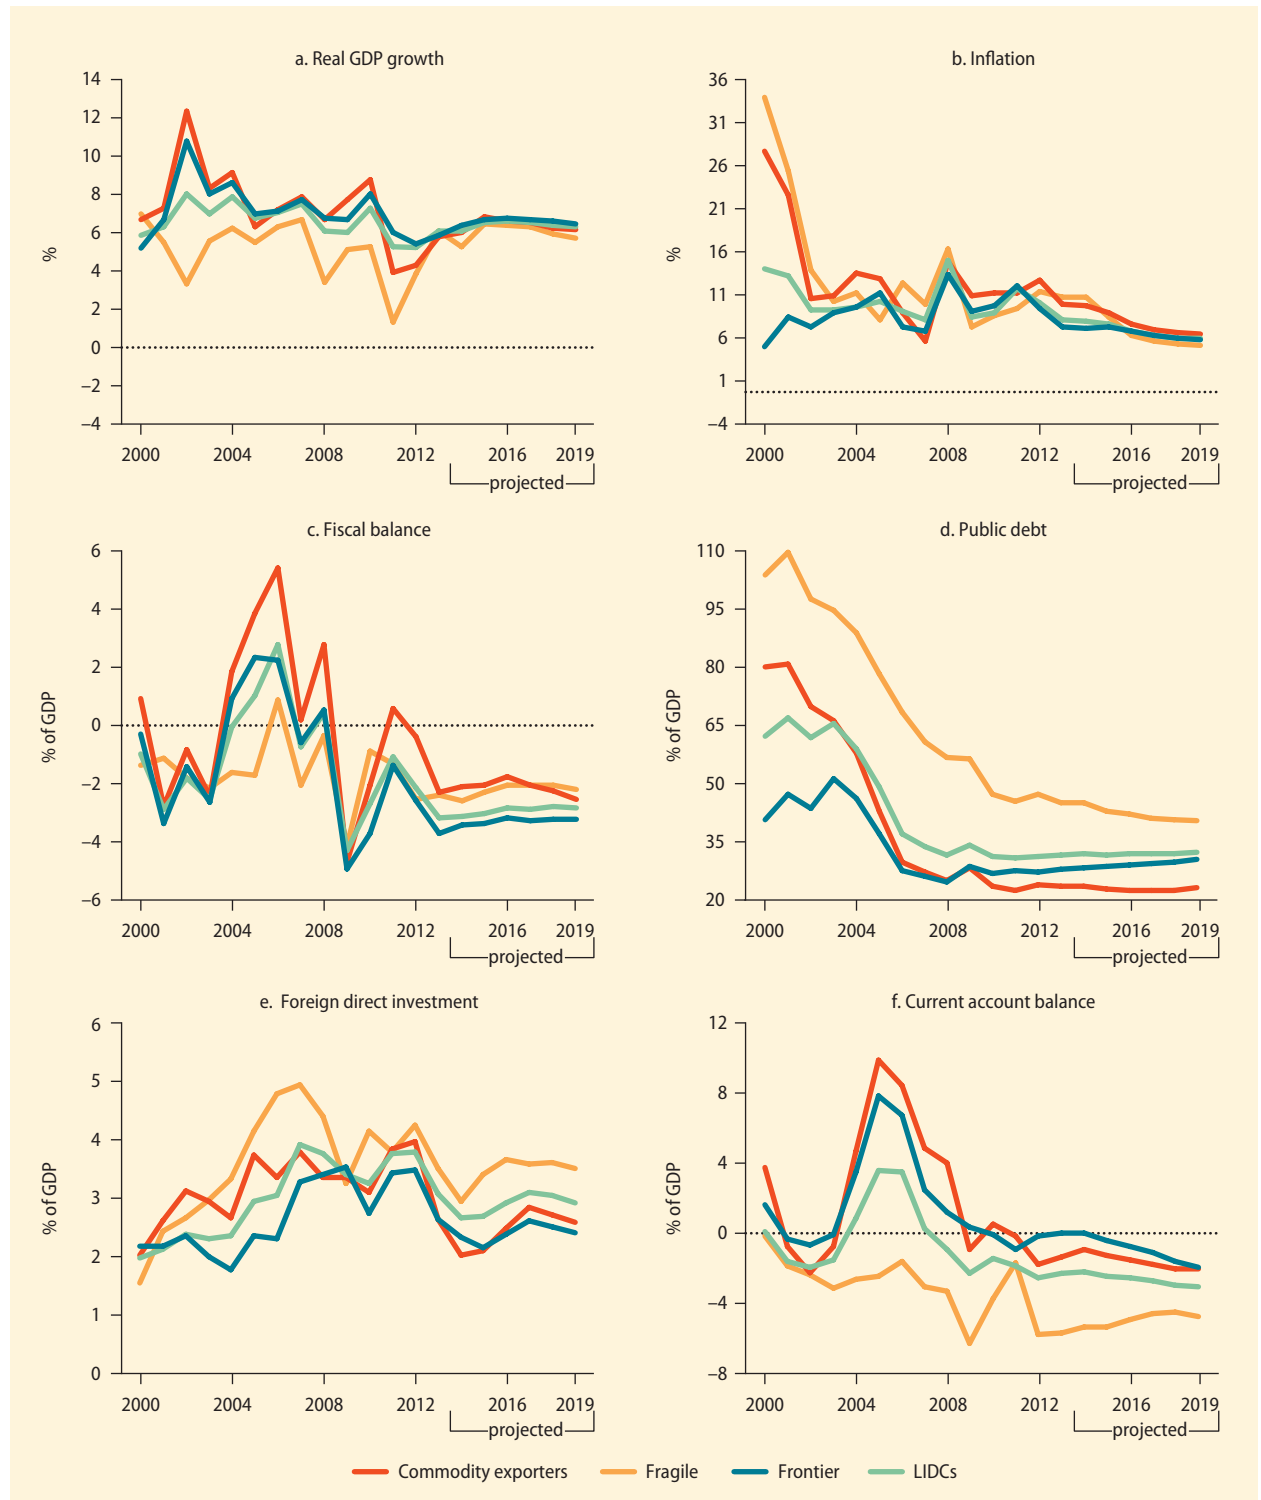 a. Real GDP growth
%
14
12
10
8
6
4
2
0
–2
–4
2000 2004 2008 2012 2016 2019
projected
b. Inflation
%
36
31
26
21
16
11
6
1
–4
2000 2004 2008 2012 2016 2019
projected
c. Fiscal balance
% of GDP
6
4
2
0
–2
–4
–6
2000 2004 2008 2012 2016 2019
projected
d. Public debt
% of GDP
110
95
80
65
50
35
20
2000 2004 2008 2012 2016 2019
projected
e. Foreign direct investment
% of GDP
6
5
4
3
2
1
0
2000 2004 2008 2012 2016 2019
projected
f. Current account balance
% of GDP
12
8
4
0
–4
–8
2000 2004 2008 2012 2016 2019
projected
Commodity exporters Fragile Frontier LIDCs